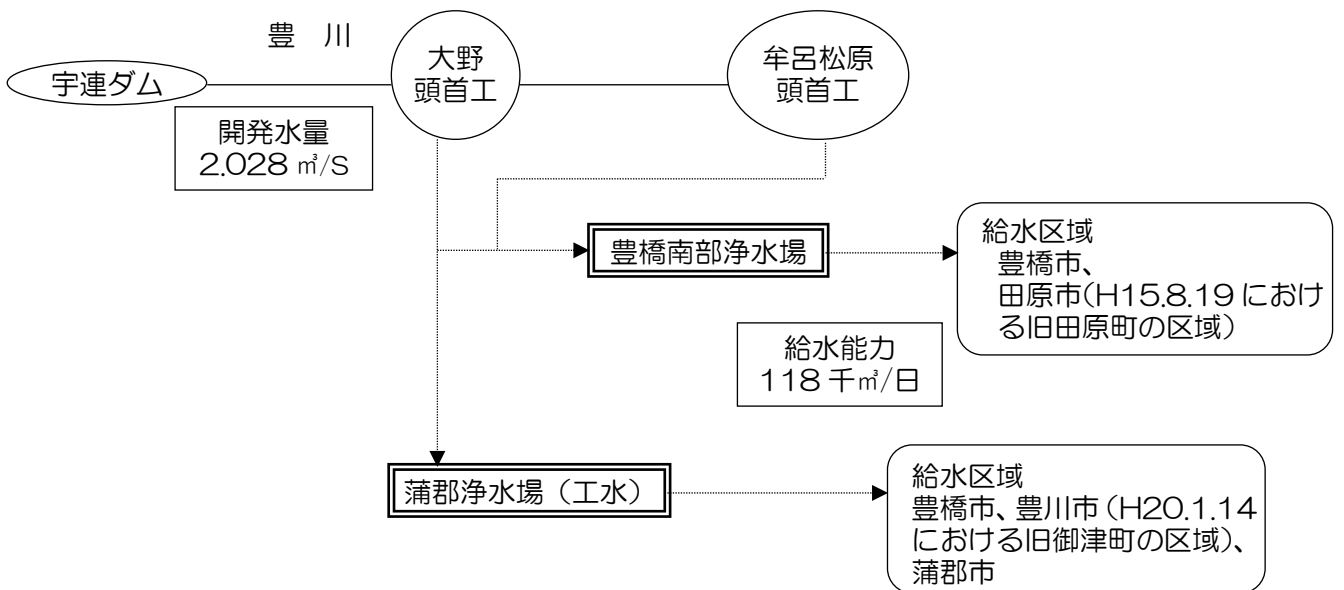 豊 川
宇連ダム
大野
頭首工
牟呂松原
頭首工
開発水量
2.028 ㎥/S
豊橋南部浄水場
給水区域
豊橋市、
田原市(H15.8.19 におけ
る旧田原町の区域)
給水能力
118 千㎥/日
蒲郡浄水場（工水）
給水区域
豊橋市、豊川市（H20.1.14
における旧御津町の区域)、
蒲郡市